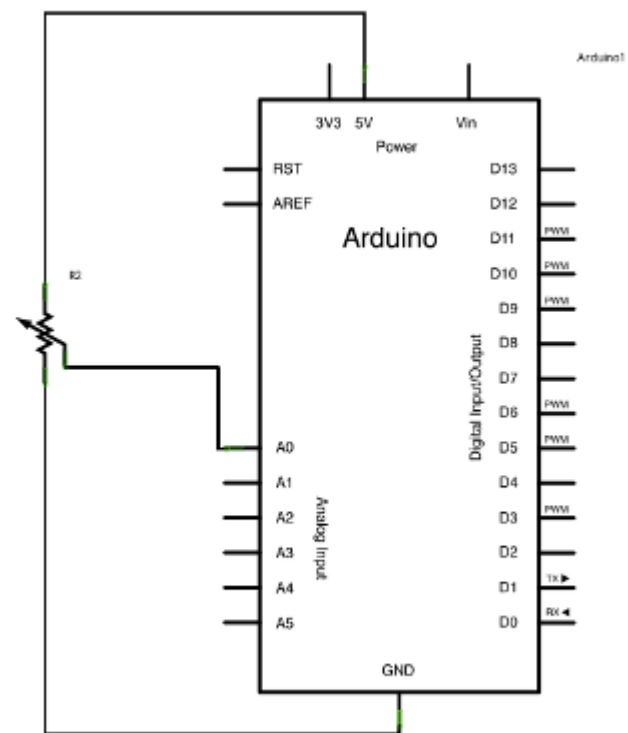 Arduino1
3V3 5V Vin
Power
RST D13
AREF D12
Arduino
D11 PWM
D10 PWM
R2
D9 PWM
D8
D7
Digital Input/Output
D6 PWM
A0 D5 PWM
A1 D4
A2 D3 PWM
Analog Input
A3 D2
A4 D1 TX ▶
A5 D0 RX ◀
GND